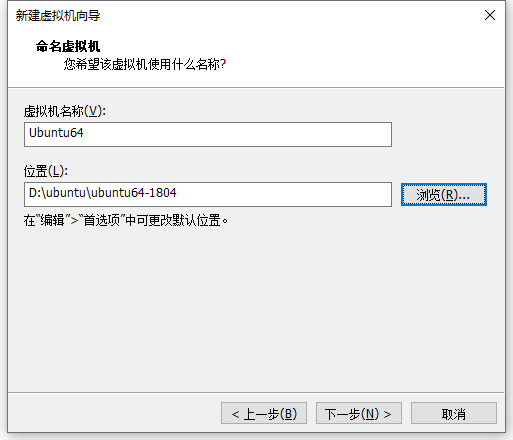 新建虚拟机向导
命名虚拟机
您希望该虚拟机使用什么名称?
虚拟机名称(V):
Ubuntu64
位置(L):
D:\ubuntu\ubuntu64-1804
浏览(R)...
在“编辑”>“首选项”中可更改默认位置。
< 上一步(B)
下一步(N) >
取消